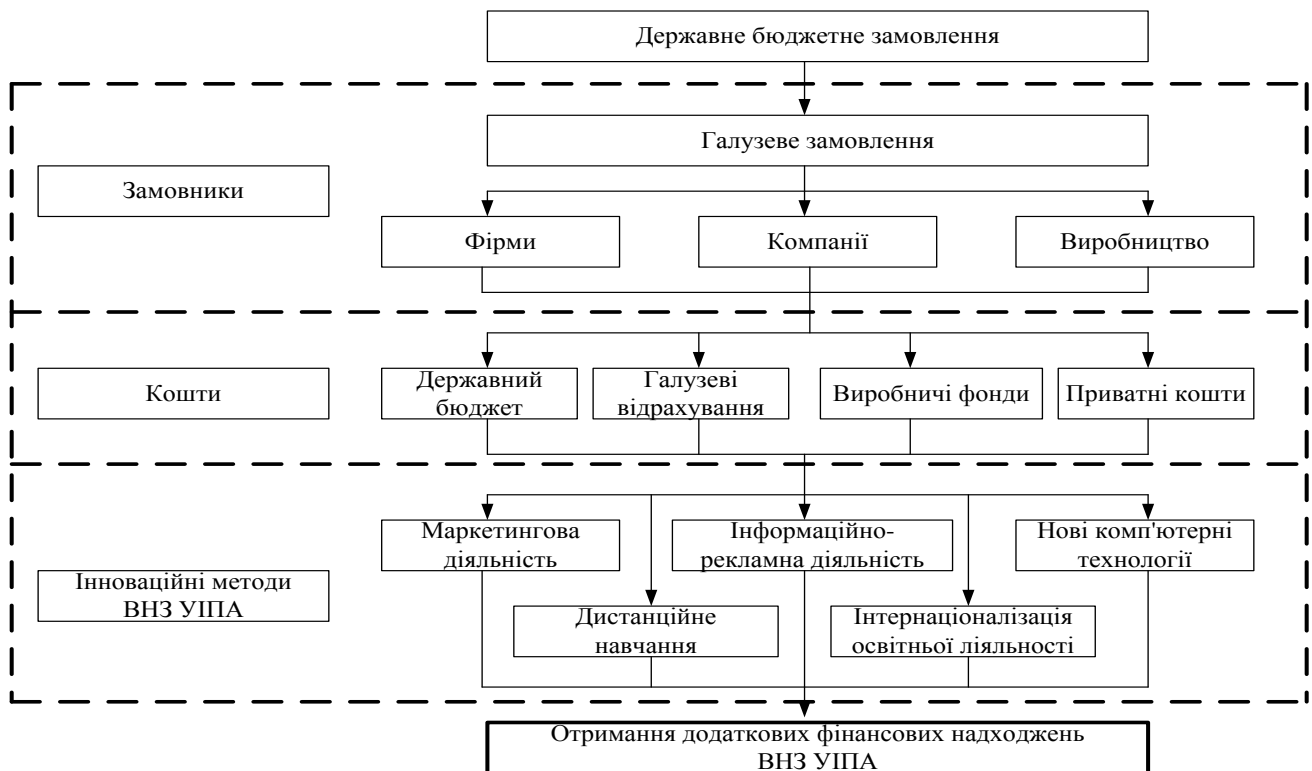 Державне бюджетне замовлення
Галузеве замовлення
Замовники
Фірми
Компанії
Виробництво
Кошти
Державний
бюджет
Галузеві
відрахування
Виробничі фонди
Приватні кошти
Інноваційні методи
ВНЗ УІПА
Маркетингова
діяльність
Інформаційно-
рекламна діяльність
Нові комп'ютерні
технології
Дистанційне
навчання
Інтернаціоналізація
освітньої ліяльності
Отримання додаткових фінансових надходжень
ВНЗ УІПА